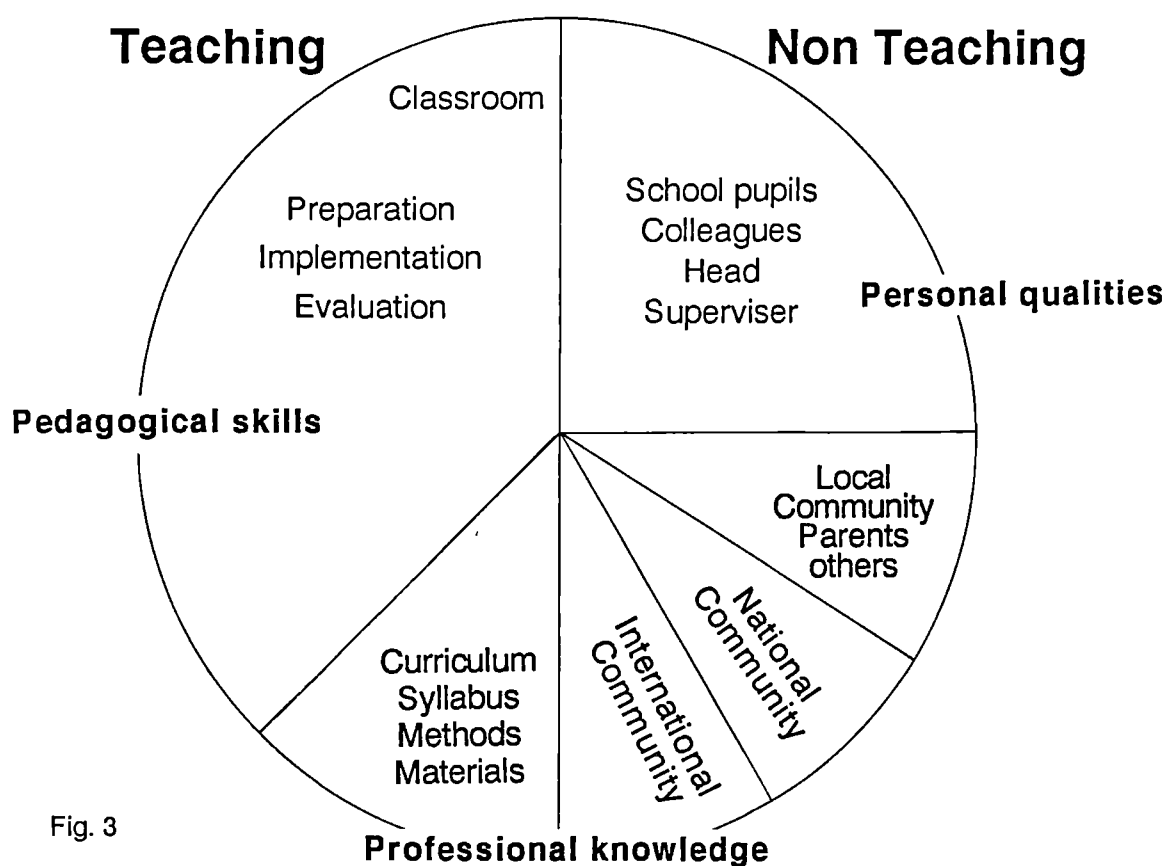 Teaching
Non Teaching
Classroom
Preparation
Implementation
Evaluation
School pupils
Colleagues
Head
Superviser
Personal qualities
Pedagogical skills
Local
Community
Parents
others
National
Community
International
Community
Curriculum
Syllabus
Methods
Materials
Fig. 3
Professional knowledge